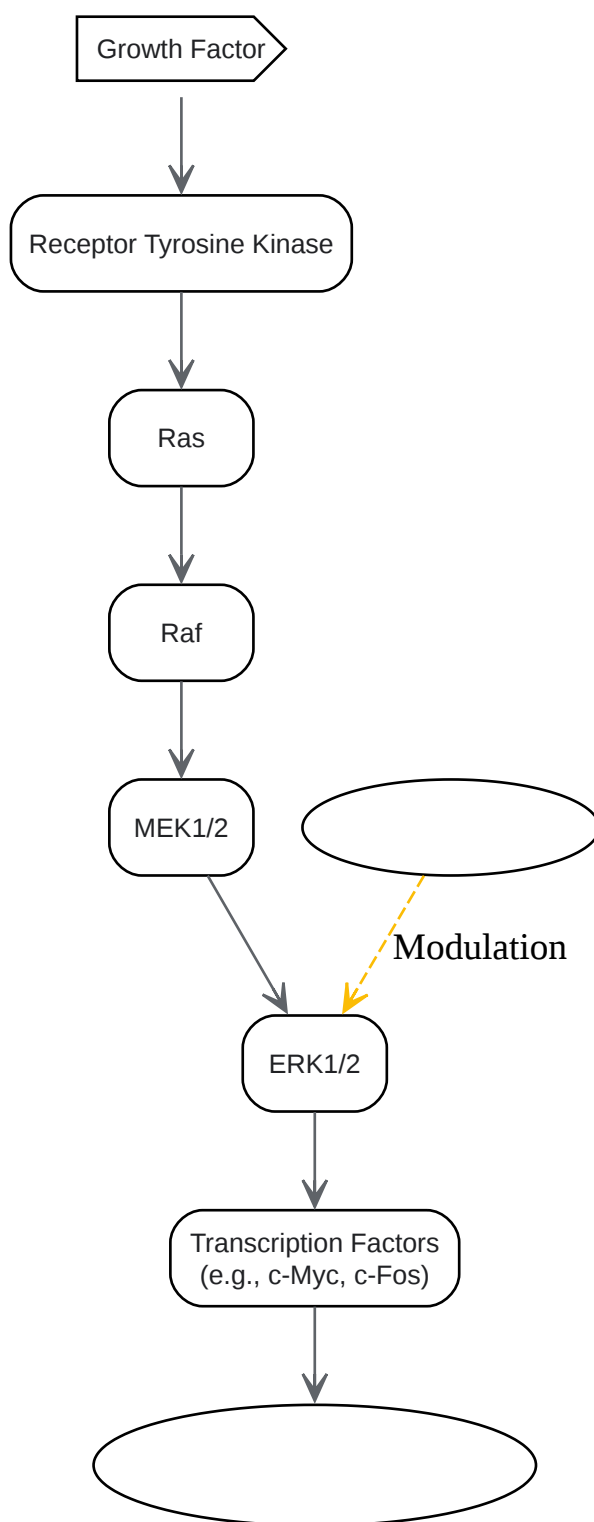 Growth Factor
Receptor Tyrosine Kinase
Ras
Raf
MEK1/2
Modulation
ERK1/2
Transcription Factors
(e.g., c-Myc, c-Fos)